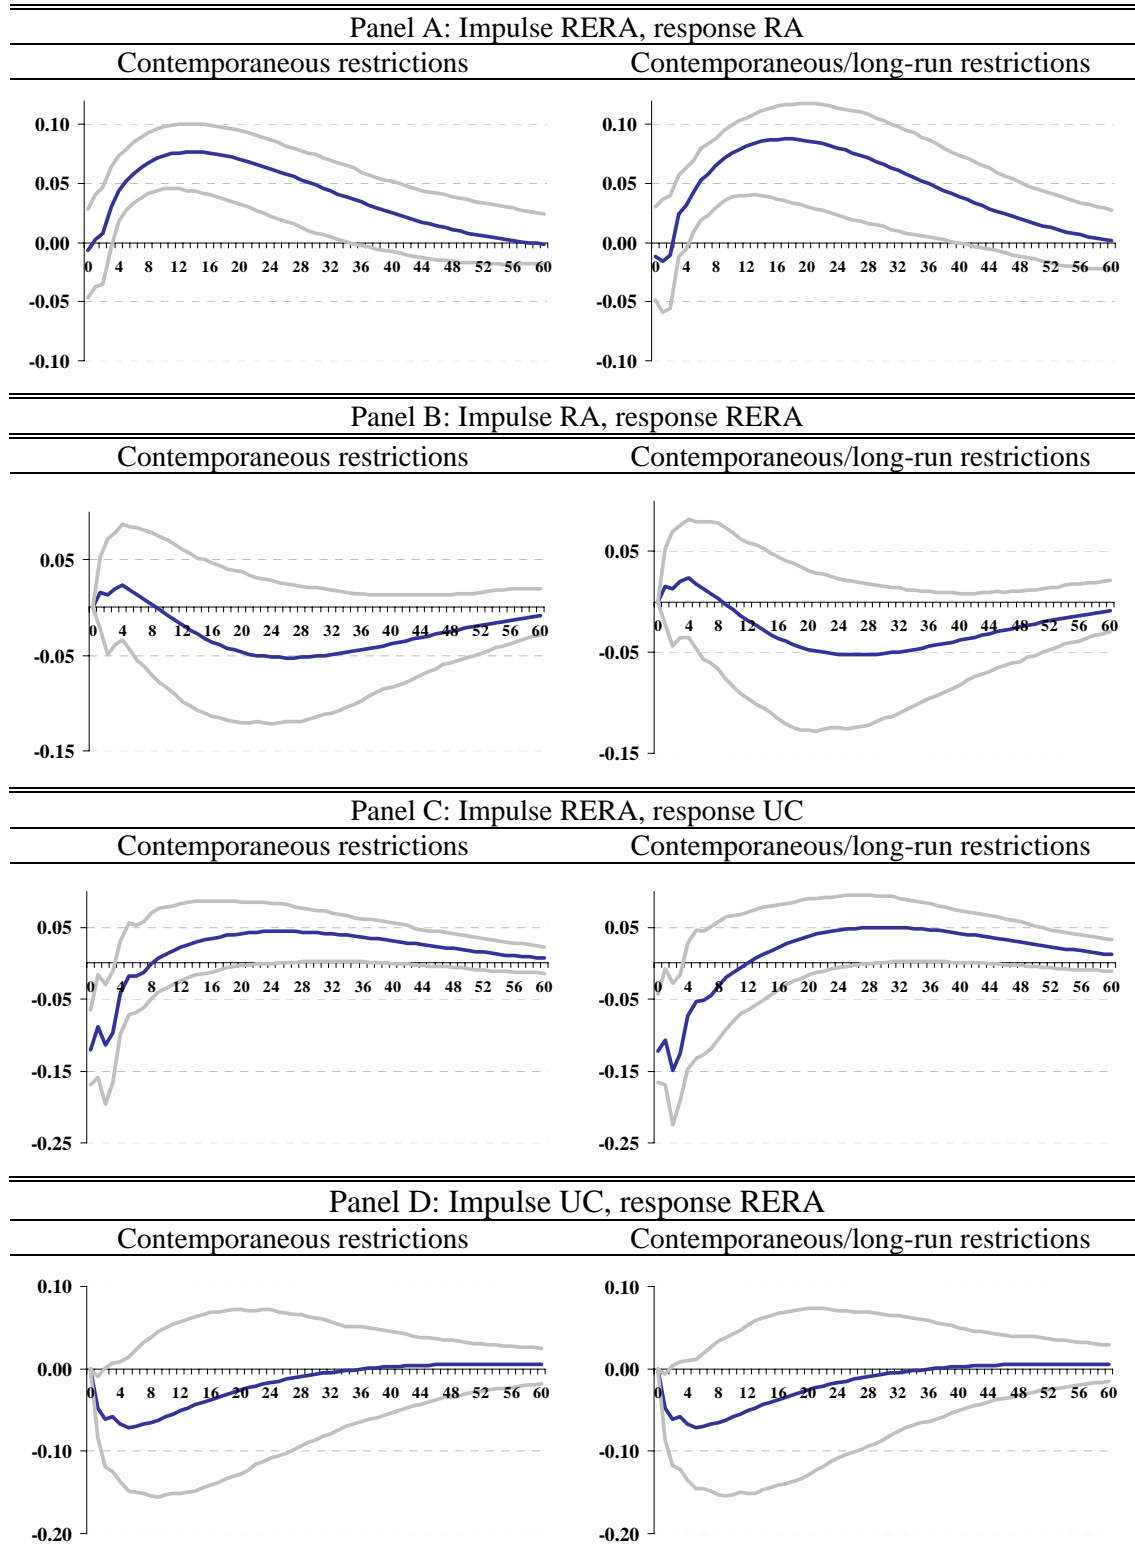 Panel A: Impulse RERA, response RA
Contemporaneous restrictions Contemporaneous/long-run restrictions
0.10 0.10
0.05 0.05
0.00 0.00
0 4 8 12 16 20 24 28 32 36 40 44 48 52 56 60 0 4 8 12 16 20 24 28 32 36 40 44 48 52 56 60
-0.05 -0.05
-0.10 -0.10
Panel B: Impulse RA, response RERA
Contemporaneous restrictions Contemporaneous/long-run restrictions
0.05 0.05
0 4 8 12 16 20 24 28 32 36 40 44 48 52 56 60 0 4 8 12 16 20 24 28 32 36 40 44 48 52 56 60
-0.05 -0.05
-0.15 -0.15
Panel C: Impulse RERA, response UC
Contemporaneous restrictions Contemporaneous/long-run restrictions
0.05 0.05
0 4 8 12 16 20 24 28 32 36 40 44 48 52 56 60 0 4 8 12 16 20 24 28 32 36 40 44 48 52 56 60
-0.05 -0.05
-0.15 -0.15
-0.25 -0.25
Panel D: Impulse UC, response RERA
Contemporaneous restrictions Contemporaneous/long-run restrictions
0.10 0.10
0.00 0.00
0 4 8 12 16 20 24 28 32 36 40 44 48 52 56 60 0 4 8 12 16 20 24 28 32 36 40 44 48 52 56 60
-0.10 -0.10
-0.20 -0.20